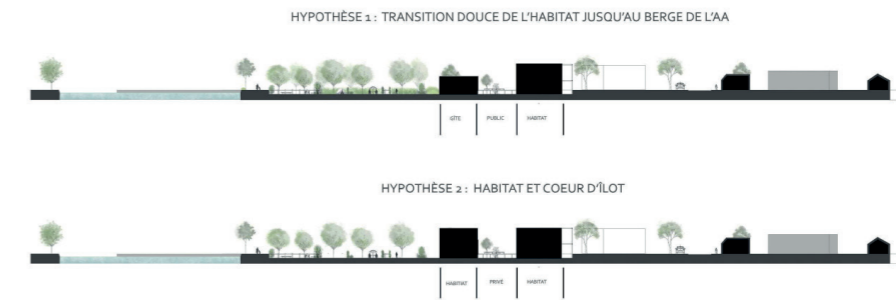 HYPOTHÈSE 1 : TRANSITION DOUCE DE L'HABITAT JUSQU'AU BERGE DE L'AA
GÎTE PUBLIC HABITAT
HYPOTHÈSE 2 : HABITAT ET COEUR D'ÎLOT
HABITAT PRIVÉ HABITAT